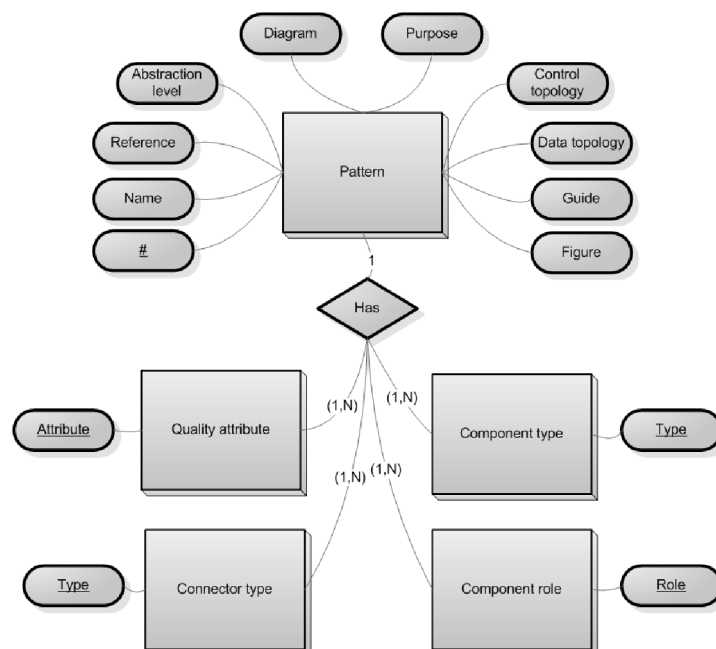 Diagram
Purpose
Abstraction
level
Control
topology
Reference
Data topology
Pattern
Name
Guide
#
Figure
1
Has
(1,N)
(1,N)
Attribute
Quality attribute
Component type
Type
(1,N)
(1,N)
Type
Connector type
Component role
Role